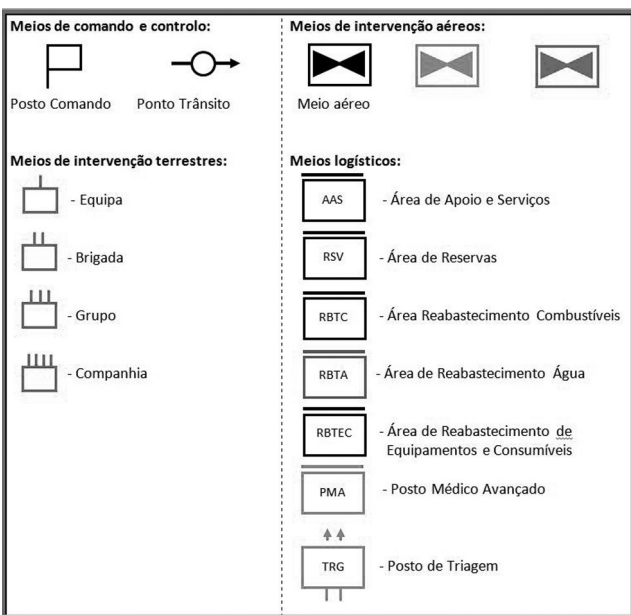 Meios de comando e controlo:
Posto Comando
Ponto Trânsito
Meios de intervenção aéreos:
Meio aéreo
Meios de intervenção terrestres:
- Equipa
- Brigada
- Grupo
- Companhia
Meios logísticos:
AAS - Área de Apoio e Serviços
RSV - Área de Reservas
RBTC - Área Reabastecimento Combustíveis
RBTA - Área de Reabastecimento Água
RBTEC - Área de Reabastecimento de
Equipamentos e Consumíveis
PMA - Posto Médico Avançado
TRG - Posto de Triagem